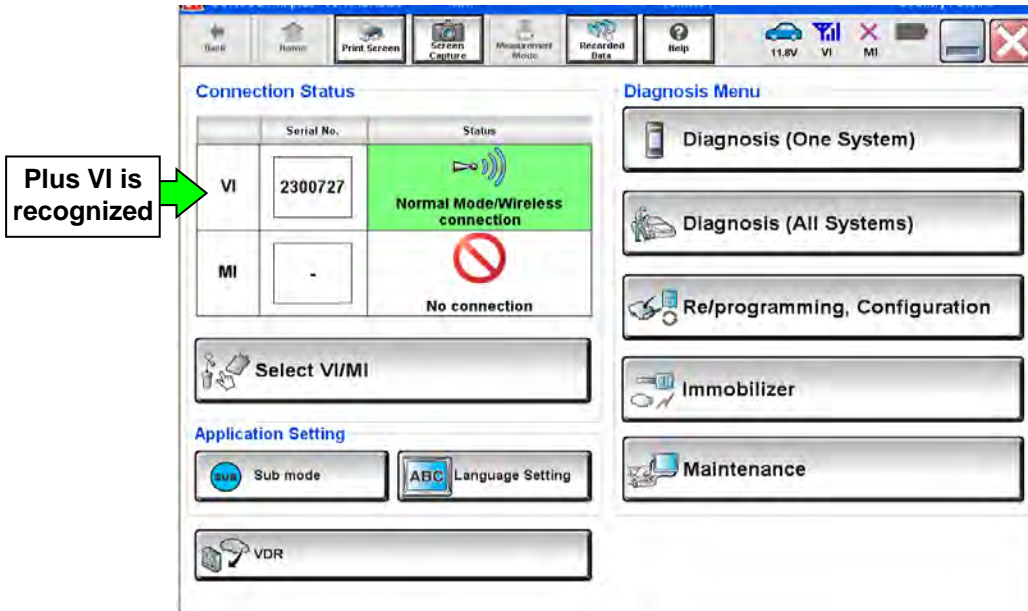 Back
Home
Print Screen
Screen
Capture
Measurement
Mode
Recorded
Data
?
Help
11.8V
VI
MI
Connection Status
Serial No.
Status
VI
2300727
Normal Mode/Wireless
connection
MI
-
No connection
Plus VI is
recognized
Select VI/MI
Application Setting
SUB
Sub mode
ABC
Language Setting
VDR
Diagnosis Menu
Diagnosis (One System)
Diagnosis (All Systems)
Re/programming, Configuration
Immobilizer
Maintenance